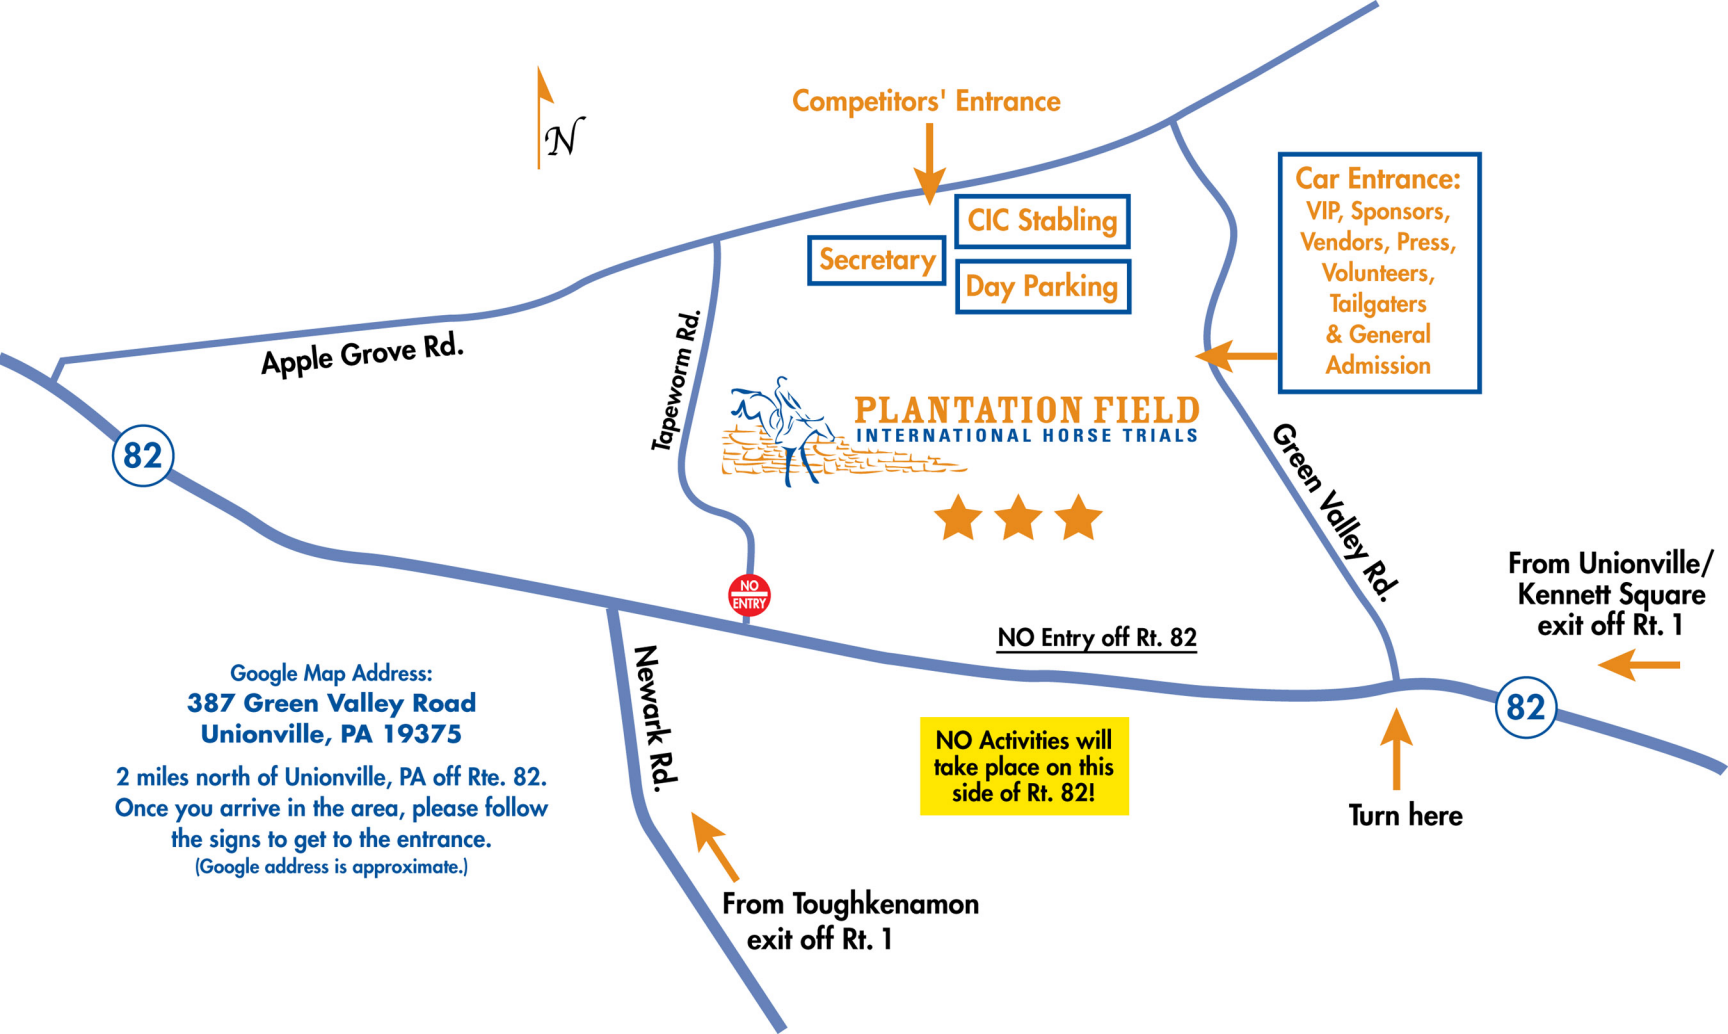 N
Competitors' Entrance
CIC Stabling
Secretary
Day Parking
Car Entrance:
VIP, Sponsors,
Vendors, Press,
Volunteers,
Tailgaters
& General
Admission
Apple Grove Rd.
Tapeworm Rd.
PLANTATION FIELD
INTERNATIONAL HORSE TRIALS
Green Valley Rd.
82
NO
ENTRY
NO Entry off Rt. 82
From Unionville/
Kennett Square
exit off Rt. 1
82
Newark Rd.
Google Map Address:
387 Green Valley Road
Unionville, PA 19375
2 miles north of Unionville, PA off Rte. 82.
Once you arrive in the area, please follow
the signs to get to the entrance.
(Google address is approximate.)
NO Activities will
take place on this
side of Rt. 82!
Turn here
From Toughkenamon
exit off Rt. 1